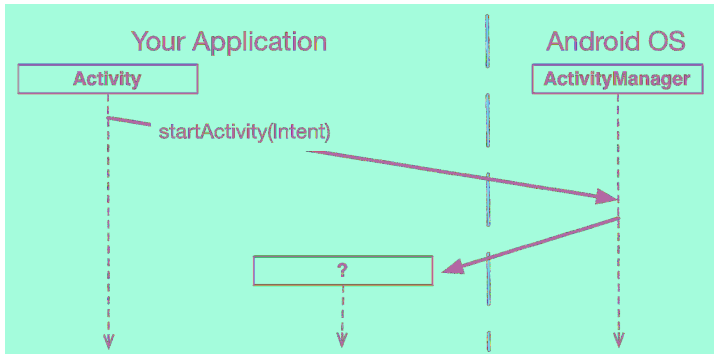 Your Application
Android OS
Activity
ActivityManager
startActivity(Intent)
?